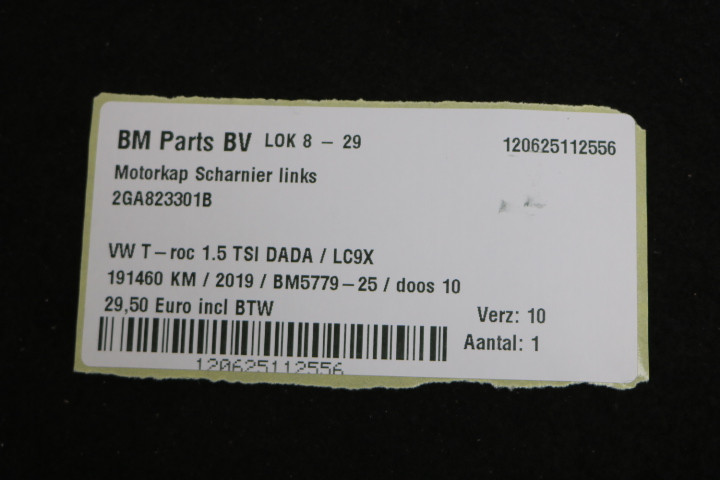 BM Parts BV LOK 8 - 29 120625112556
Motorkap Scharnier links
2GA823301B
VW T-roc 1.5 TSI DADA / LC9X
191460 KM / 2019 / BM5779-25 / doos 10
29,50 Euro incl BTW Verz: 10
Aantal: 1
120625112556